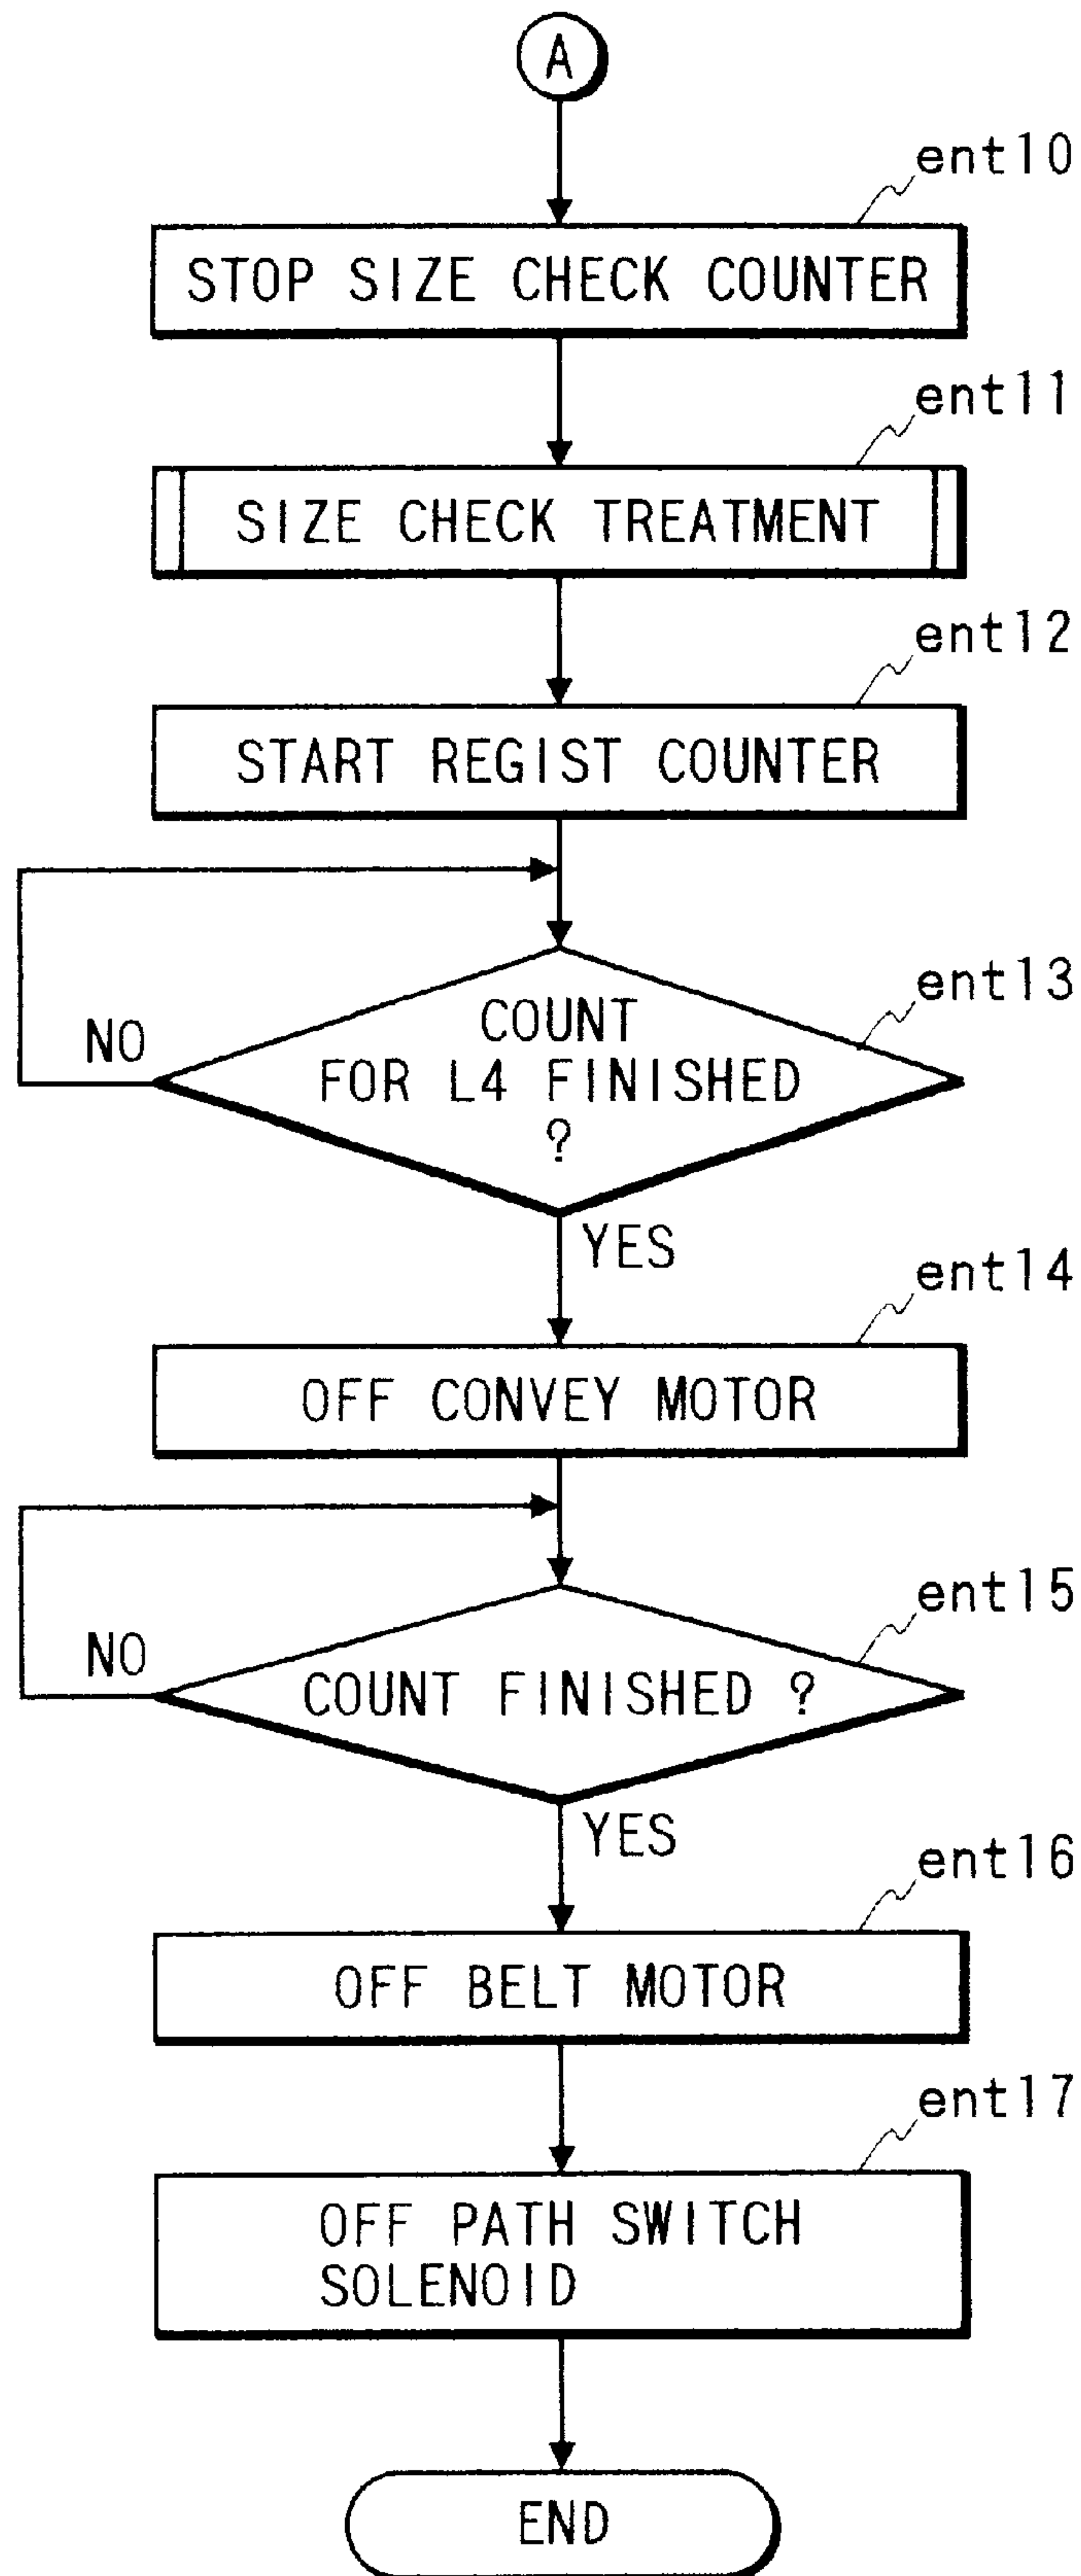 A
ent10
STOP SIZE CHECK COUNTER
ent11
SIZE CHECK TREATMENT
ent12
START REGIST COUNTER
ent13
COUNT
FOR L4 FINISHED
?
NO
YES
ent14
OFF CONVEY MOTOR
ent15
COUNT FINISHED ?
NO
YES
ent16
OFF BELT MOTOR
ent17
OFF PATH SWITCH
SOLENOID
END